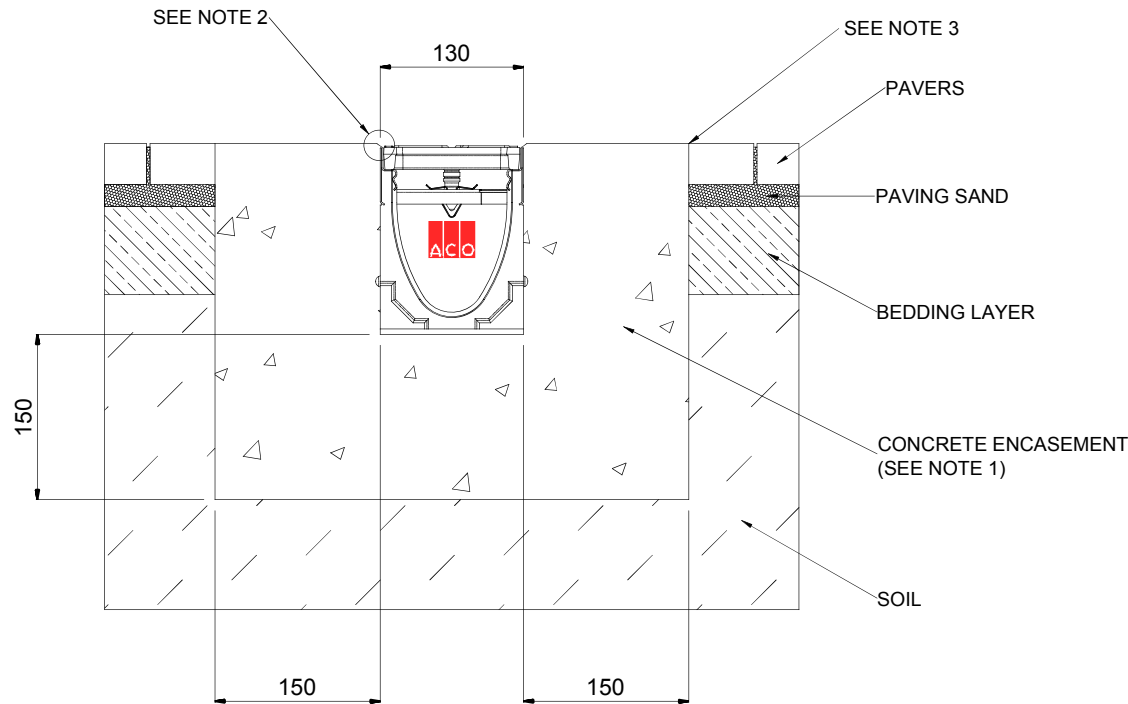 SEE NOTE 2
SEE NOTE 3
130
PAVERS
PAVING SAND
ACO
BEDDING LAYER
150
CONCRETE ENCASEMENT
(SEE NOTE 1)
SOIL
150
150